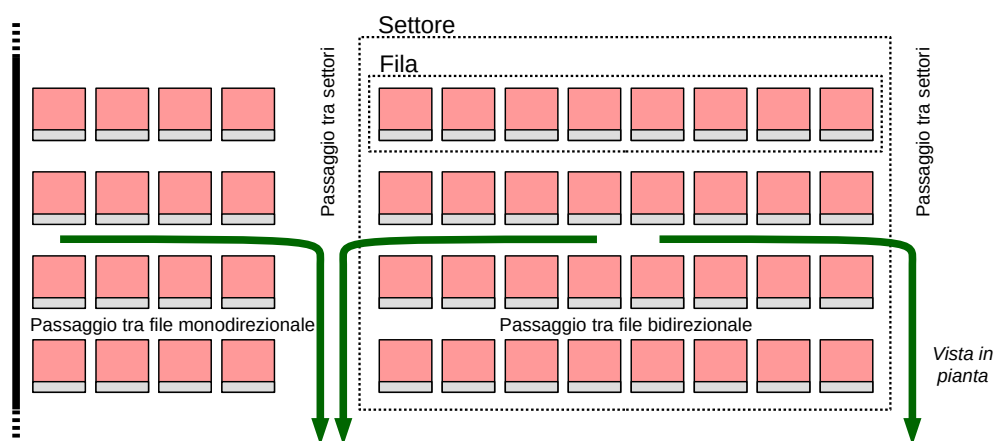 Settore
Fila
Passaggio tra settori
Passaggio tra settori
Passaggio tra file monodirezionale
Passaggio tra file bidirezionale
Vista in
pianta